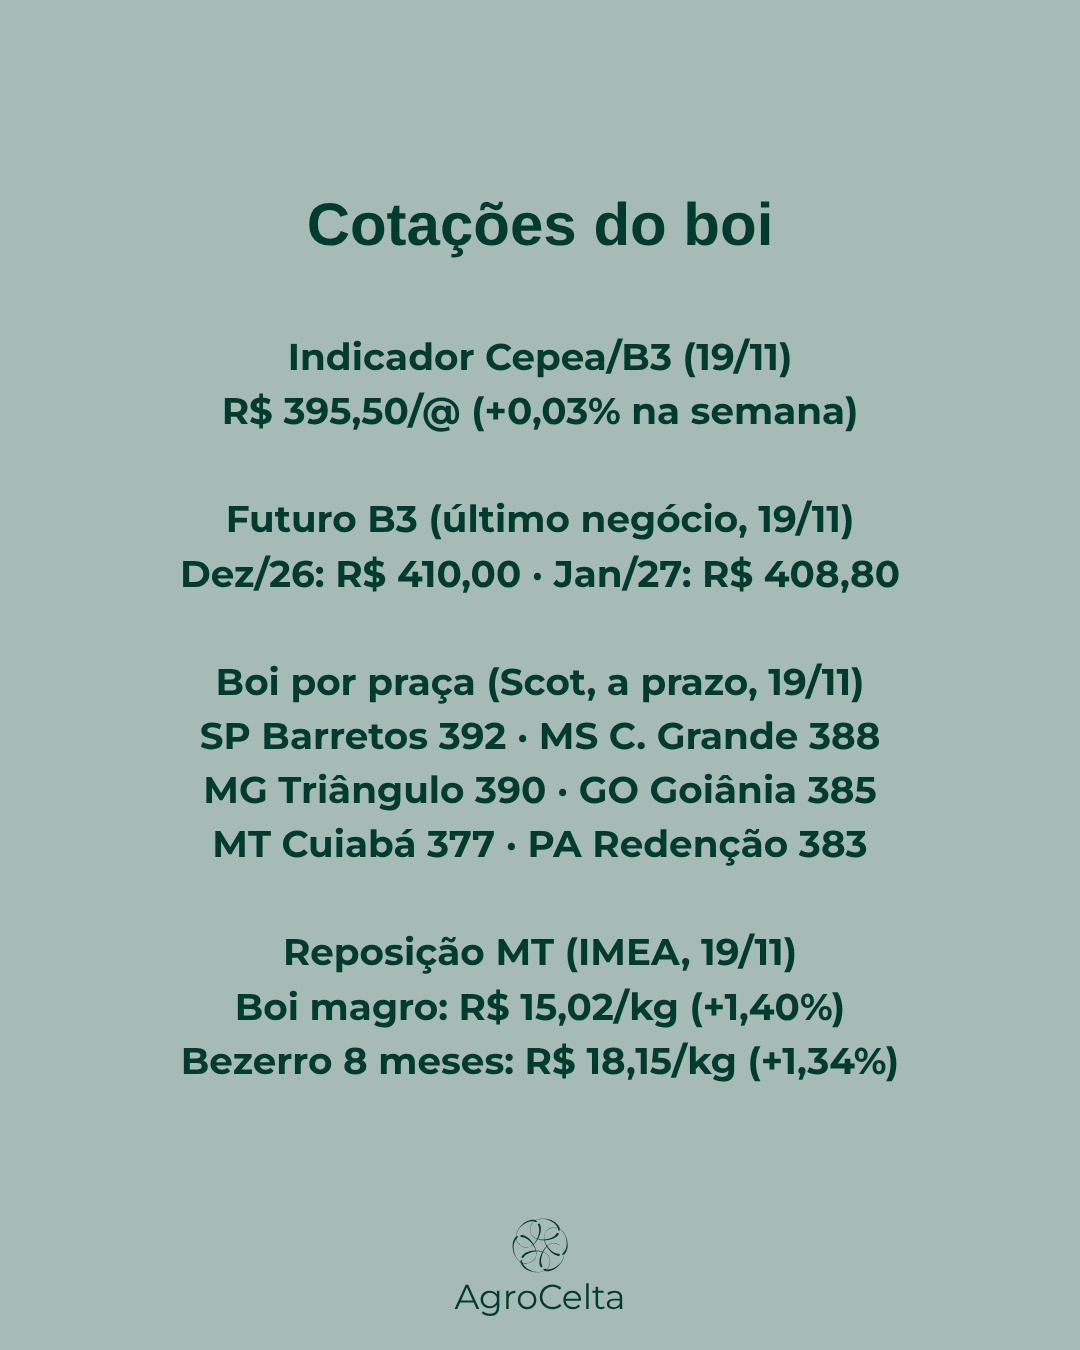 Cotações do boi
Indicador Cepea/B3 (19/11)
R$ 395,50/@ (+0,03% na semana)
Futuro B3 (último negócio, 19/11)
Dez/26: R$ 410,00 · Jan/27: R$ 408,80
Boi por praça (Scot, a prazo, 19/11)
SP Barretos 392 · MS C. Grande 388
MG Triângulo 390 · GO Goiânia 385
MT Cuiabá 377 · PA Redenção 383
Reposição MT (IMEA, 19/11)
Boi magro: R$ 15,02/kg (+1,40%)
Bezerro 8 meses: R$ 18,15/kg (+1,34%)
AgroCelta